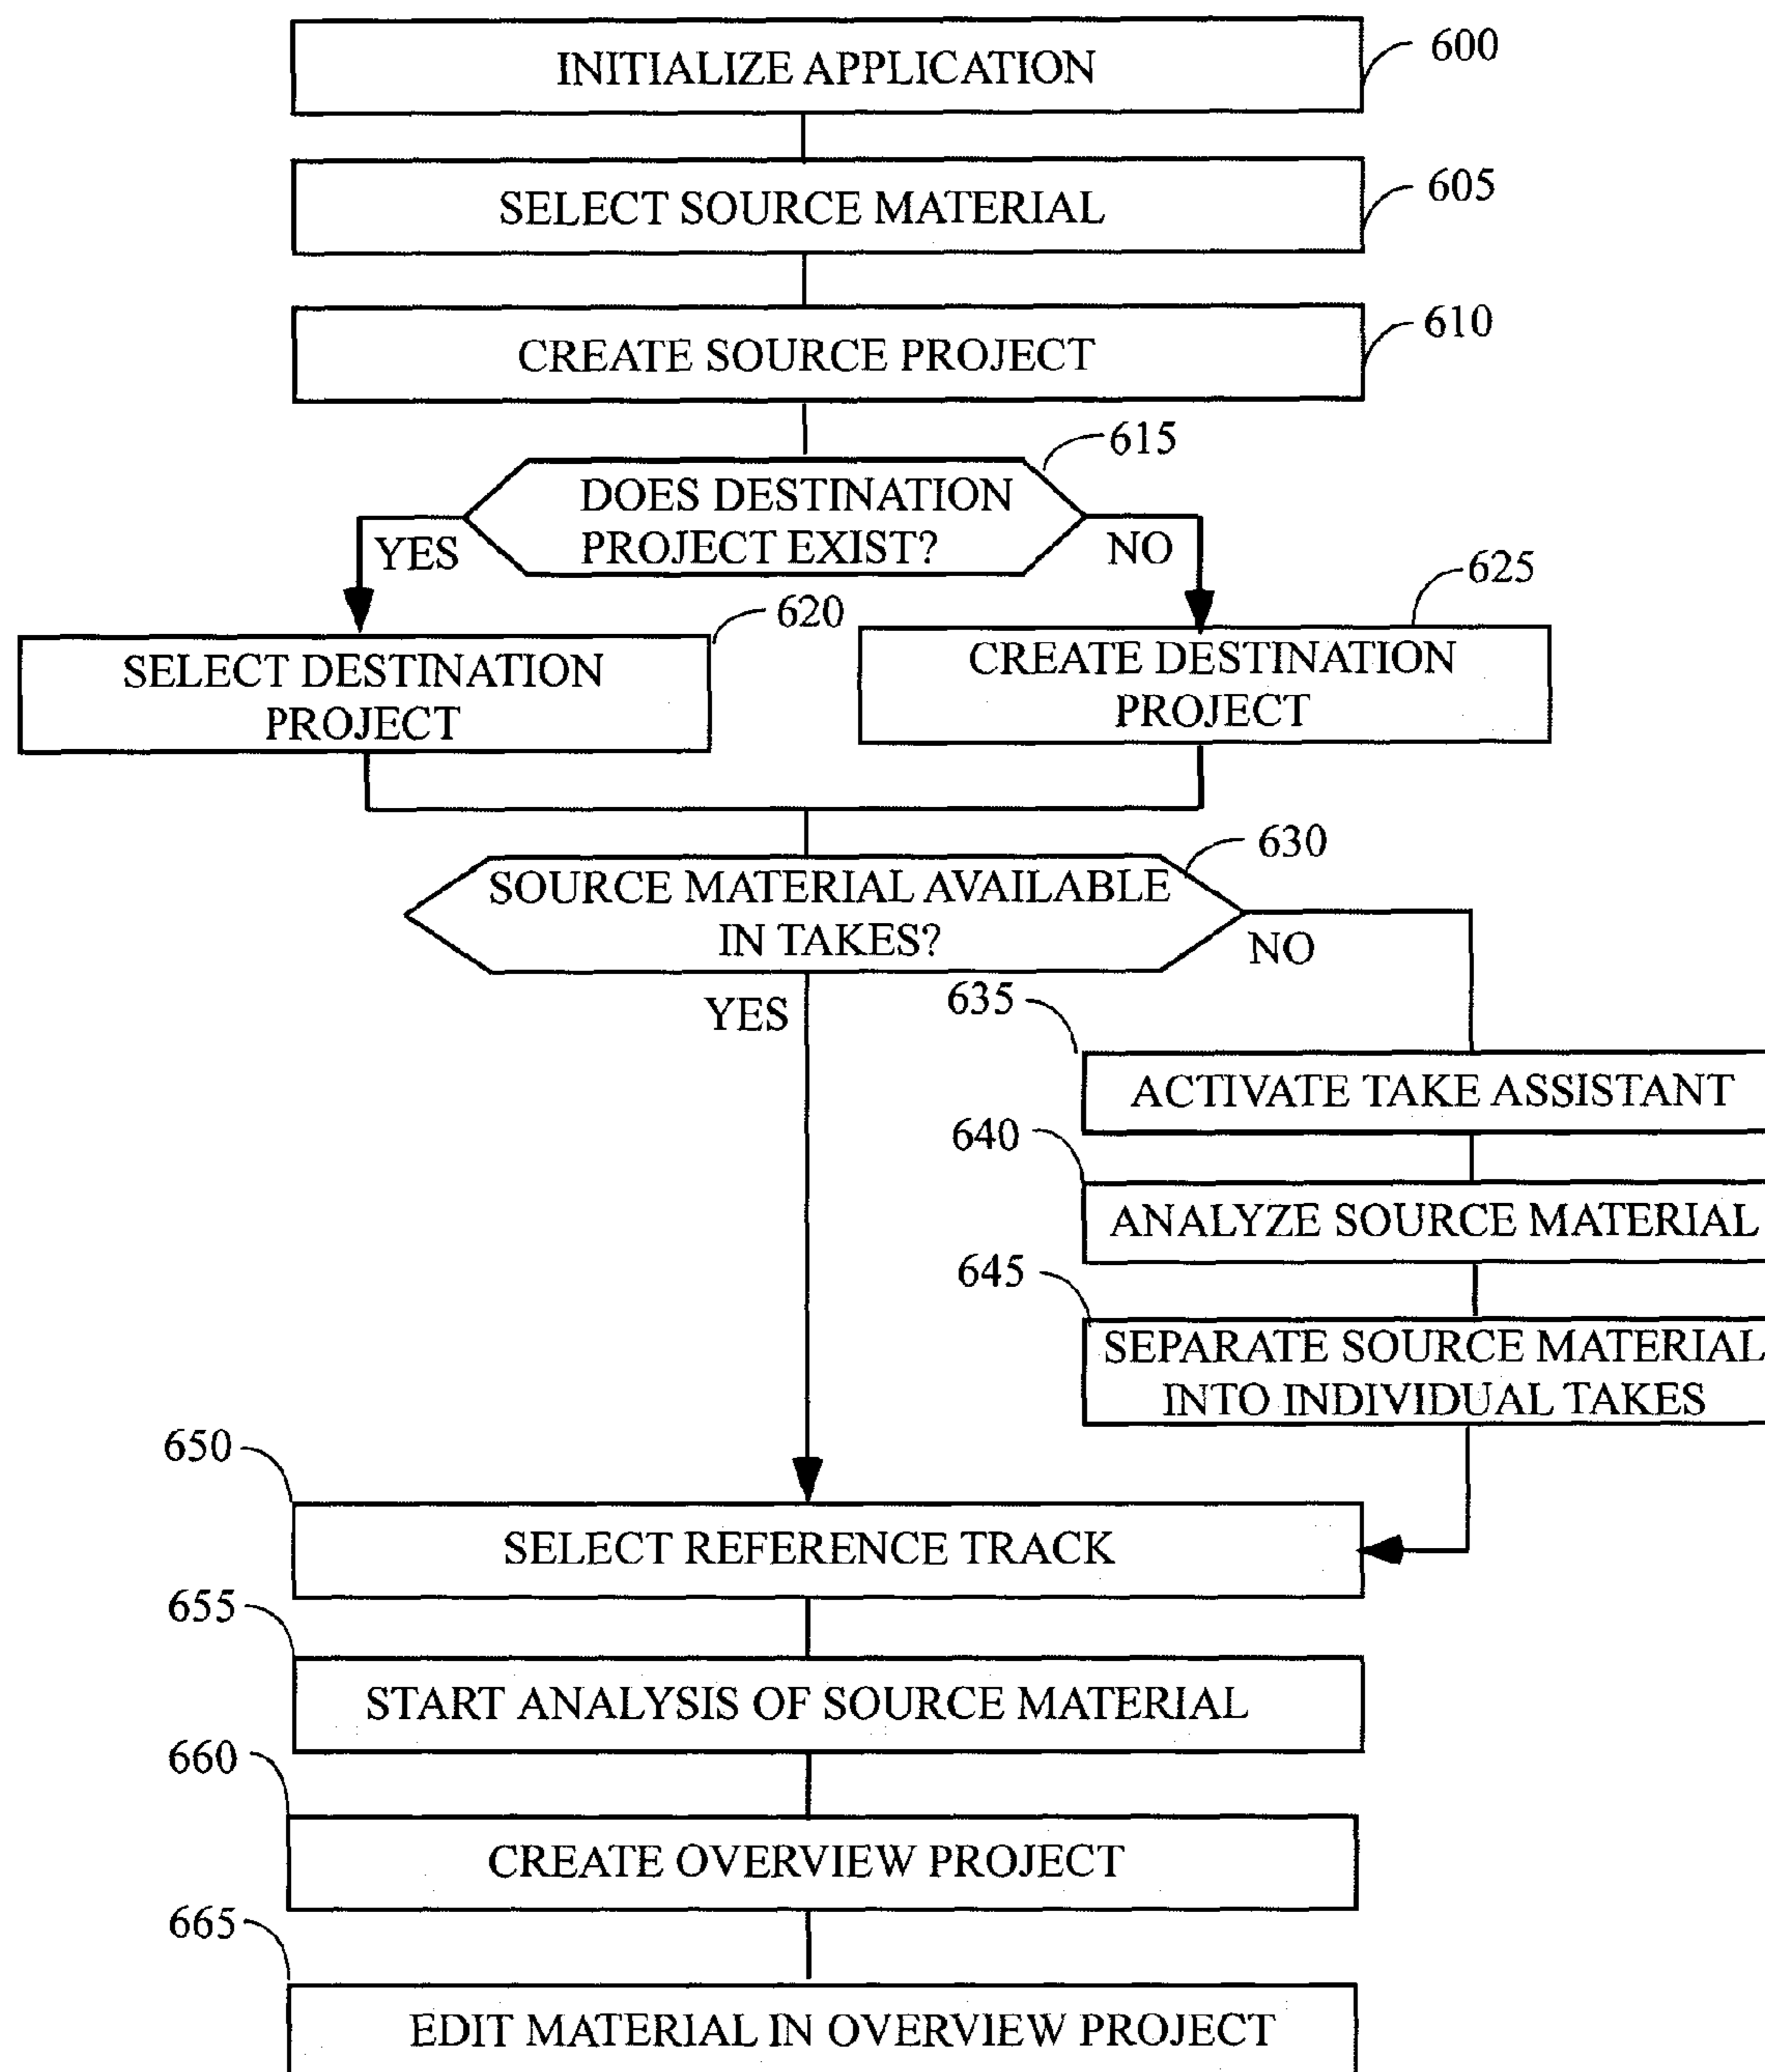 INITIALIZE APPLICATION
600
SELECT SOURCE MATERIAL
605
CREATE SOURCE PROJECT
610
615
DOES DESTINATION
PROJECT EXIST?
YES
NO
620
625
SELECT DESTINATION
PROJECT
CREATE DESTINATION
PROJECT
630
SOURCE MATERIAL AVAILABLE
IN TAKES?
NO
YES
635
ACTIVATE TAKE ASSISTANT
640
ANALYZE SOURCE MATERIAL
645
SEPARATE SOURCE MATERIAL
INTO INDIVIDUAL TAKES
650
SELECT REFERENCE TRACK
655
START ANALYSIS OF SOURCE MATERIAL
660
CREATE OVERVIEW PROJECT
665
EDIT MATERIAL IN OVERVIEW PROJECT